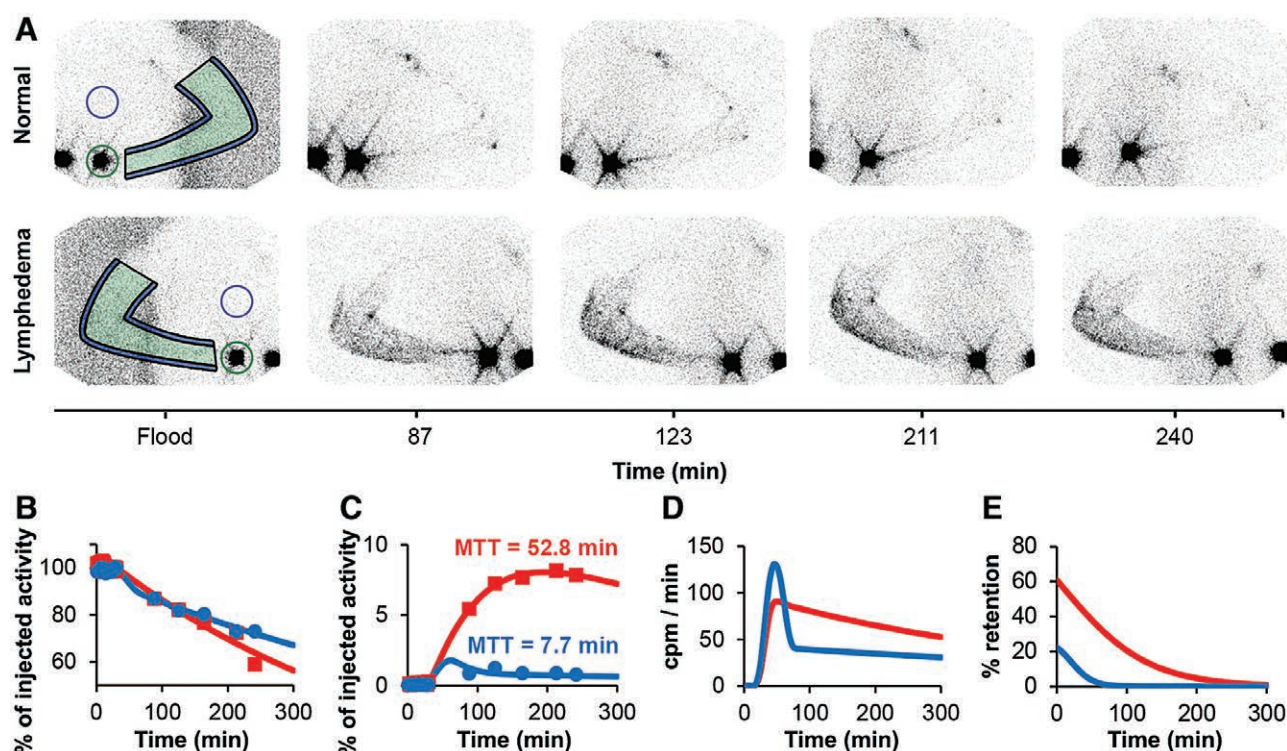 A
Normal
Lymphedema
Flood 87 123 211 240
Time (min)
B
% of injected activity
100
80
60
0 100 200 300
Time (min)
C
% of injected activity
10
5
0
MTT = 52.8 min
MTT = 7.7 min
0 100 200 300
Time (min)
D
cpm / min
150
100
50
0
0 100 200 300
Time (min)
E
% retention
80
60
40
20
0
0 100 200 300
Time (min)